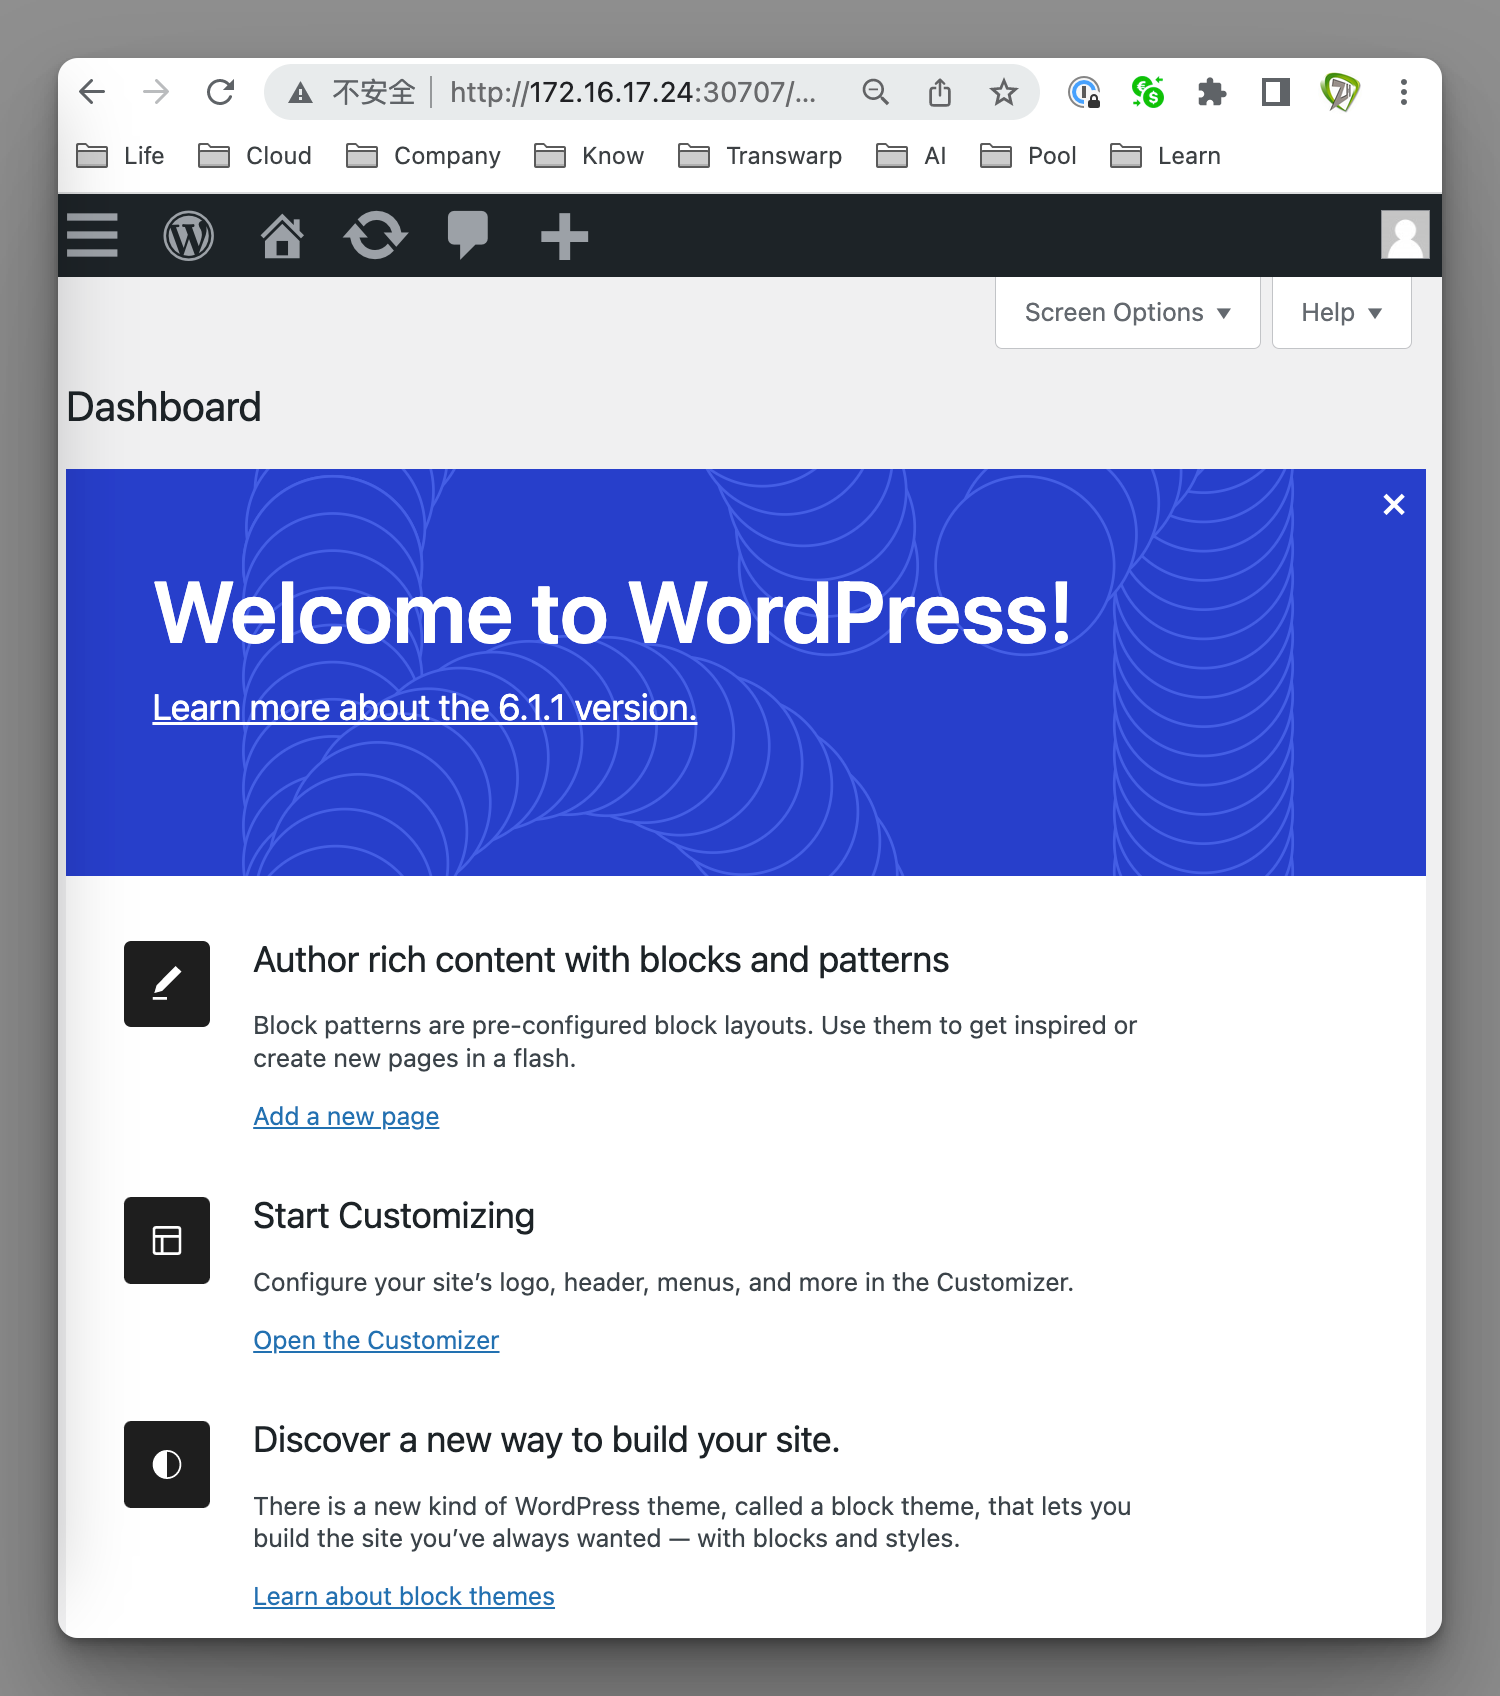 不安全 http://172.16.17.24:30707/...
Life Cloud Company Know Transwarp AI Pool Learn
Screen Options ▼ Help ▼
Dashboard
Welcome to WordPress!
Learn more about the 6.1.1 version.
Author rich content with blocks and patterns
Block patterns are pre-configured block layouts. Use them to get inspired or
create new pages in a flash.
Add a new page
Start Customizing
Configure your site’s logo, header, menus, and more in the Customizer.
Open the Customizer
Discover a new way to build your site.
There is a new kind of WordPress theme, called a block theme, that lets you
build the site you’ve always wanted — with blocks and styles.
Learn about block themes